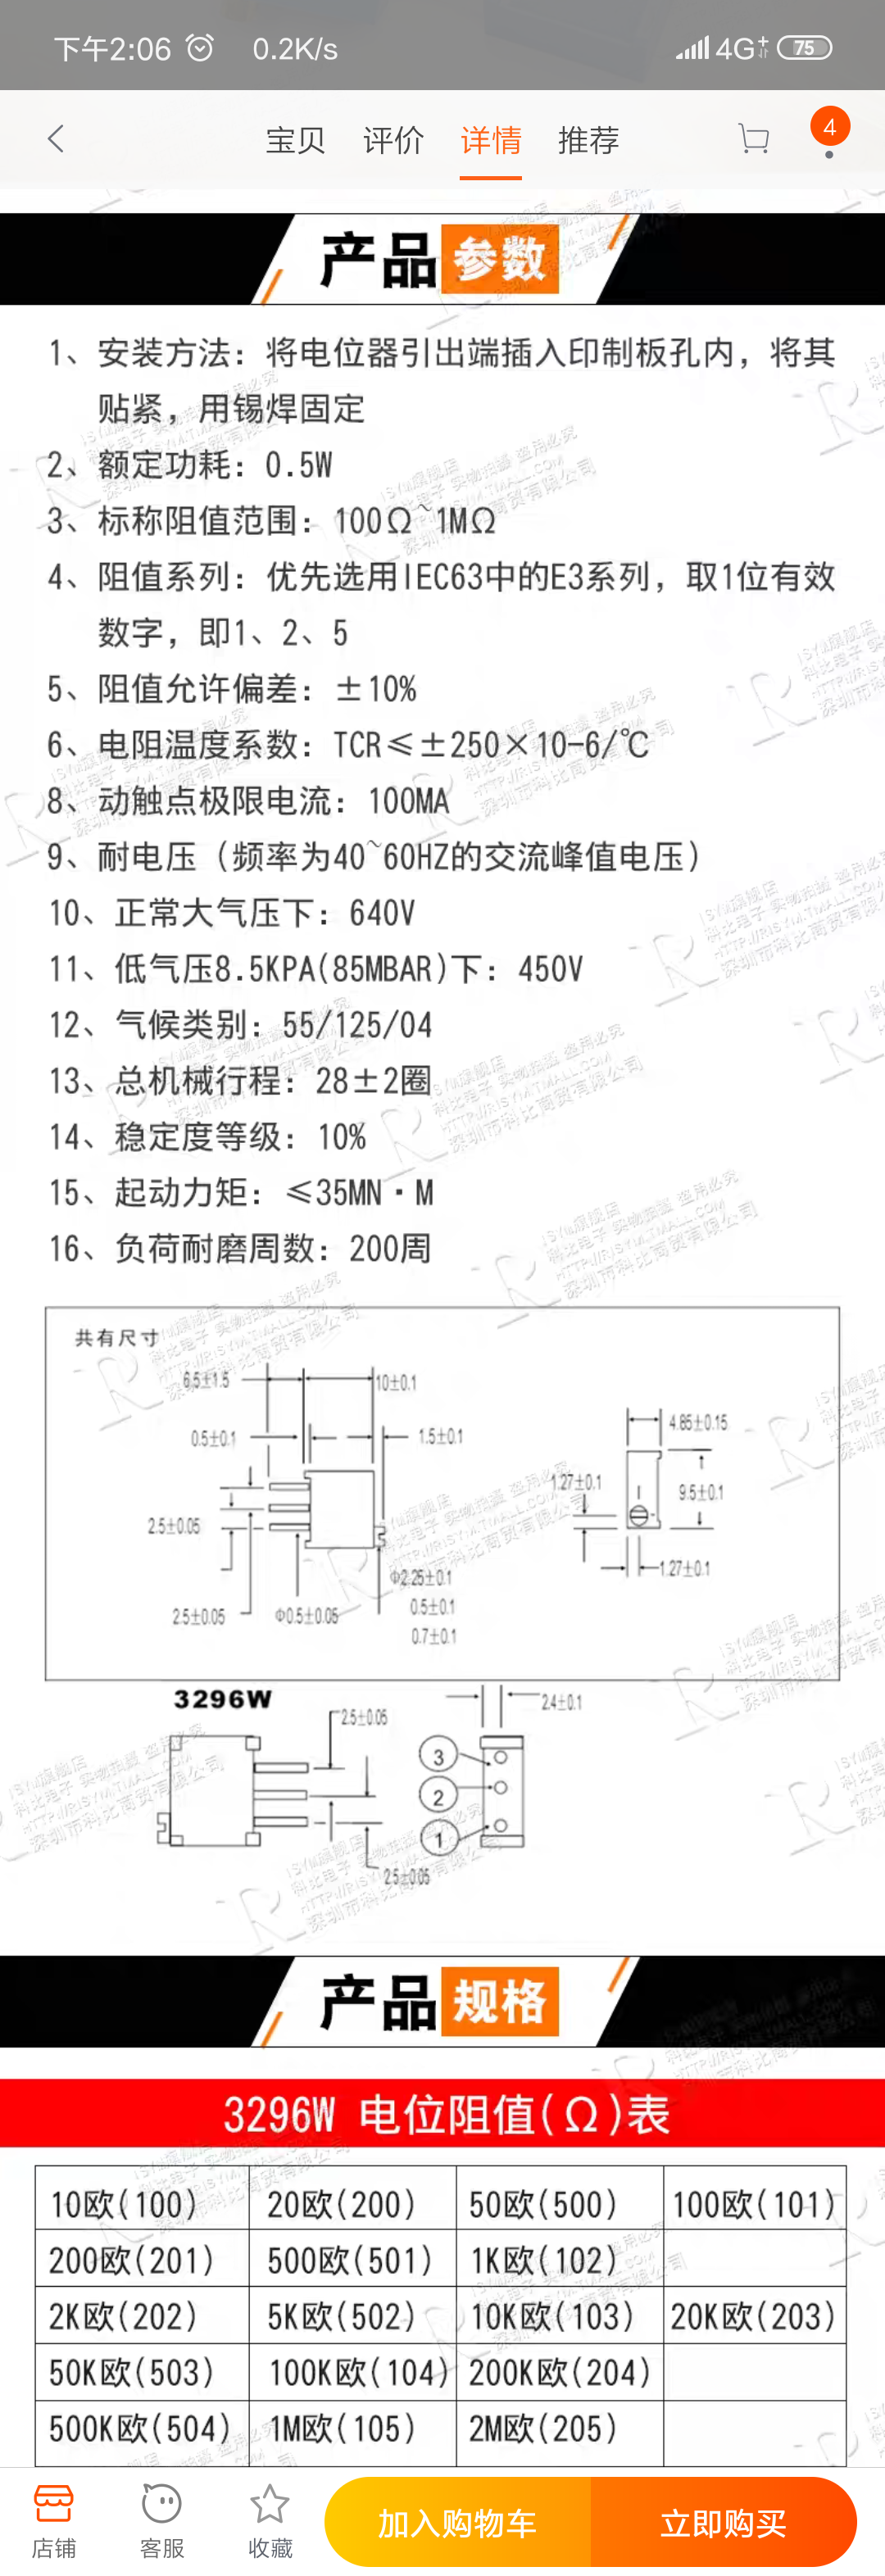 下午2:06 0.2K/s 4G 75
宝贝 评价 详情 推荐 4
产品参数
1、安装方法：将电位器引出端插入印制板孔内，将其
贴紧，用锡焊固定
2、额定功耗：0.5W
3、标称阻值范围：100Ω~1MΩ
4、阻值系列：优先选用IEC63中的E3系列，取1位有效
数字，即1、2、5
5、阻值允许偏差：±10%
6、电阻温度系数：TCR≤±250×10-6/℃
8、动触点极限电流：100MA
9、耐电压（频率为40~60HZ的交流峰值电压）
10、正常大气压下：640V
11、低气压8.5KPA(85MBAR)下：450V
12、气候类别：55/125/04
13、总机械行程：28±2圈
14、稳定度等级：10%
15、起动力矩：≤35MN·M
16、负荷耐磨周数：200周
共有尺寸
6.5±1.5 10±0.1
0.5±0.1 1.5±0.1
4.85±0.15
1.27±0.1 9.5±0.1
2.5±0.05
1.27±0.1
Φ2.25±0.1
2.5±0.05 Φ0.5±0.05 0.5±0.1
0.7±0.1
3296W
2.5±0.05 2.4±0.1
3
2
1
2.5±0.05
产品规格
3296W 电位阻值(Ω)表
10欧(100) 20欧(200) 50欧(500) 100欧(101)
200欧(201) 500欧(501) 1K欧(102)
2K欧(202) 5K欧(502) 10K欧(103) 20K欧(203)
50K欧(503) 100K欧(104) 200K欧(204)
500K欧(504) 1M欧(105) 2M欧(205)
店铺 客服 收藏 加入购物车 立即购买